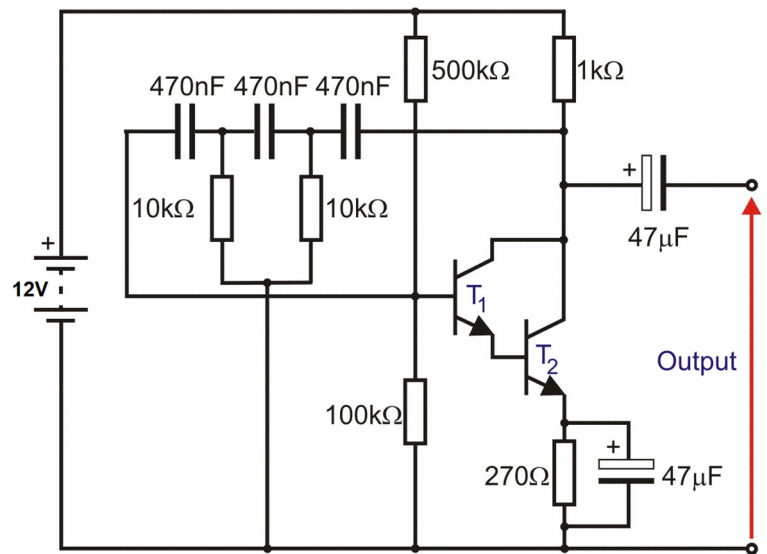 500kΩ
1kΩ
470nF 470nF 470nF
+
47μF
10kΩ
10kΩ
+
12V
T1
T2
Output
100kΩ
270Ω
+
47μF